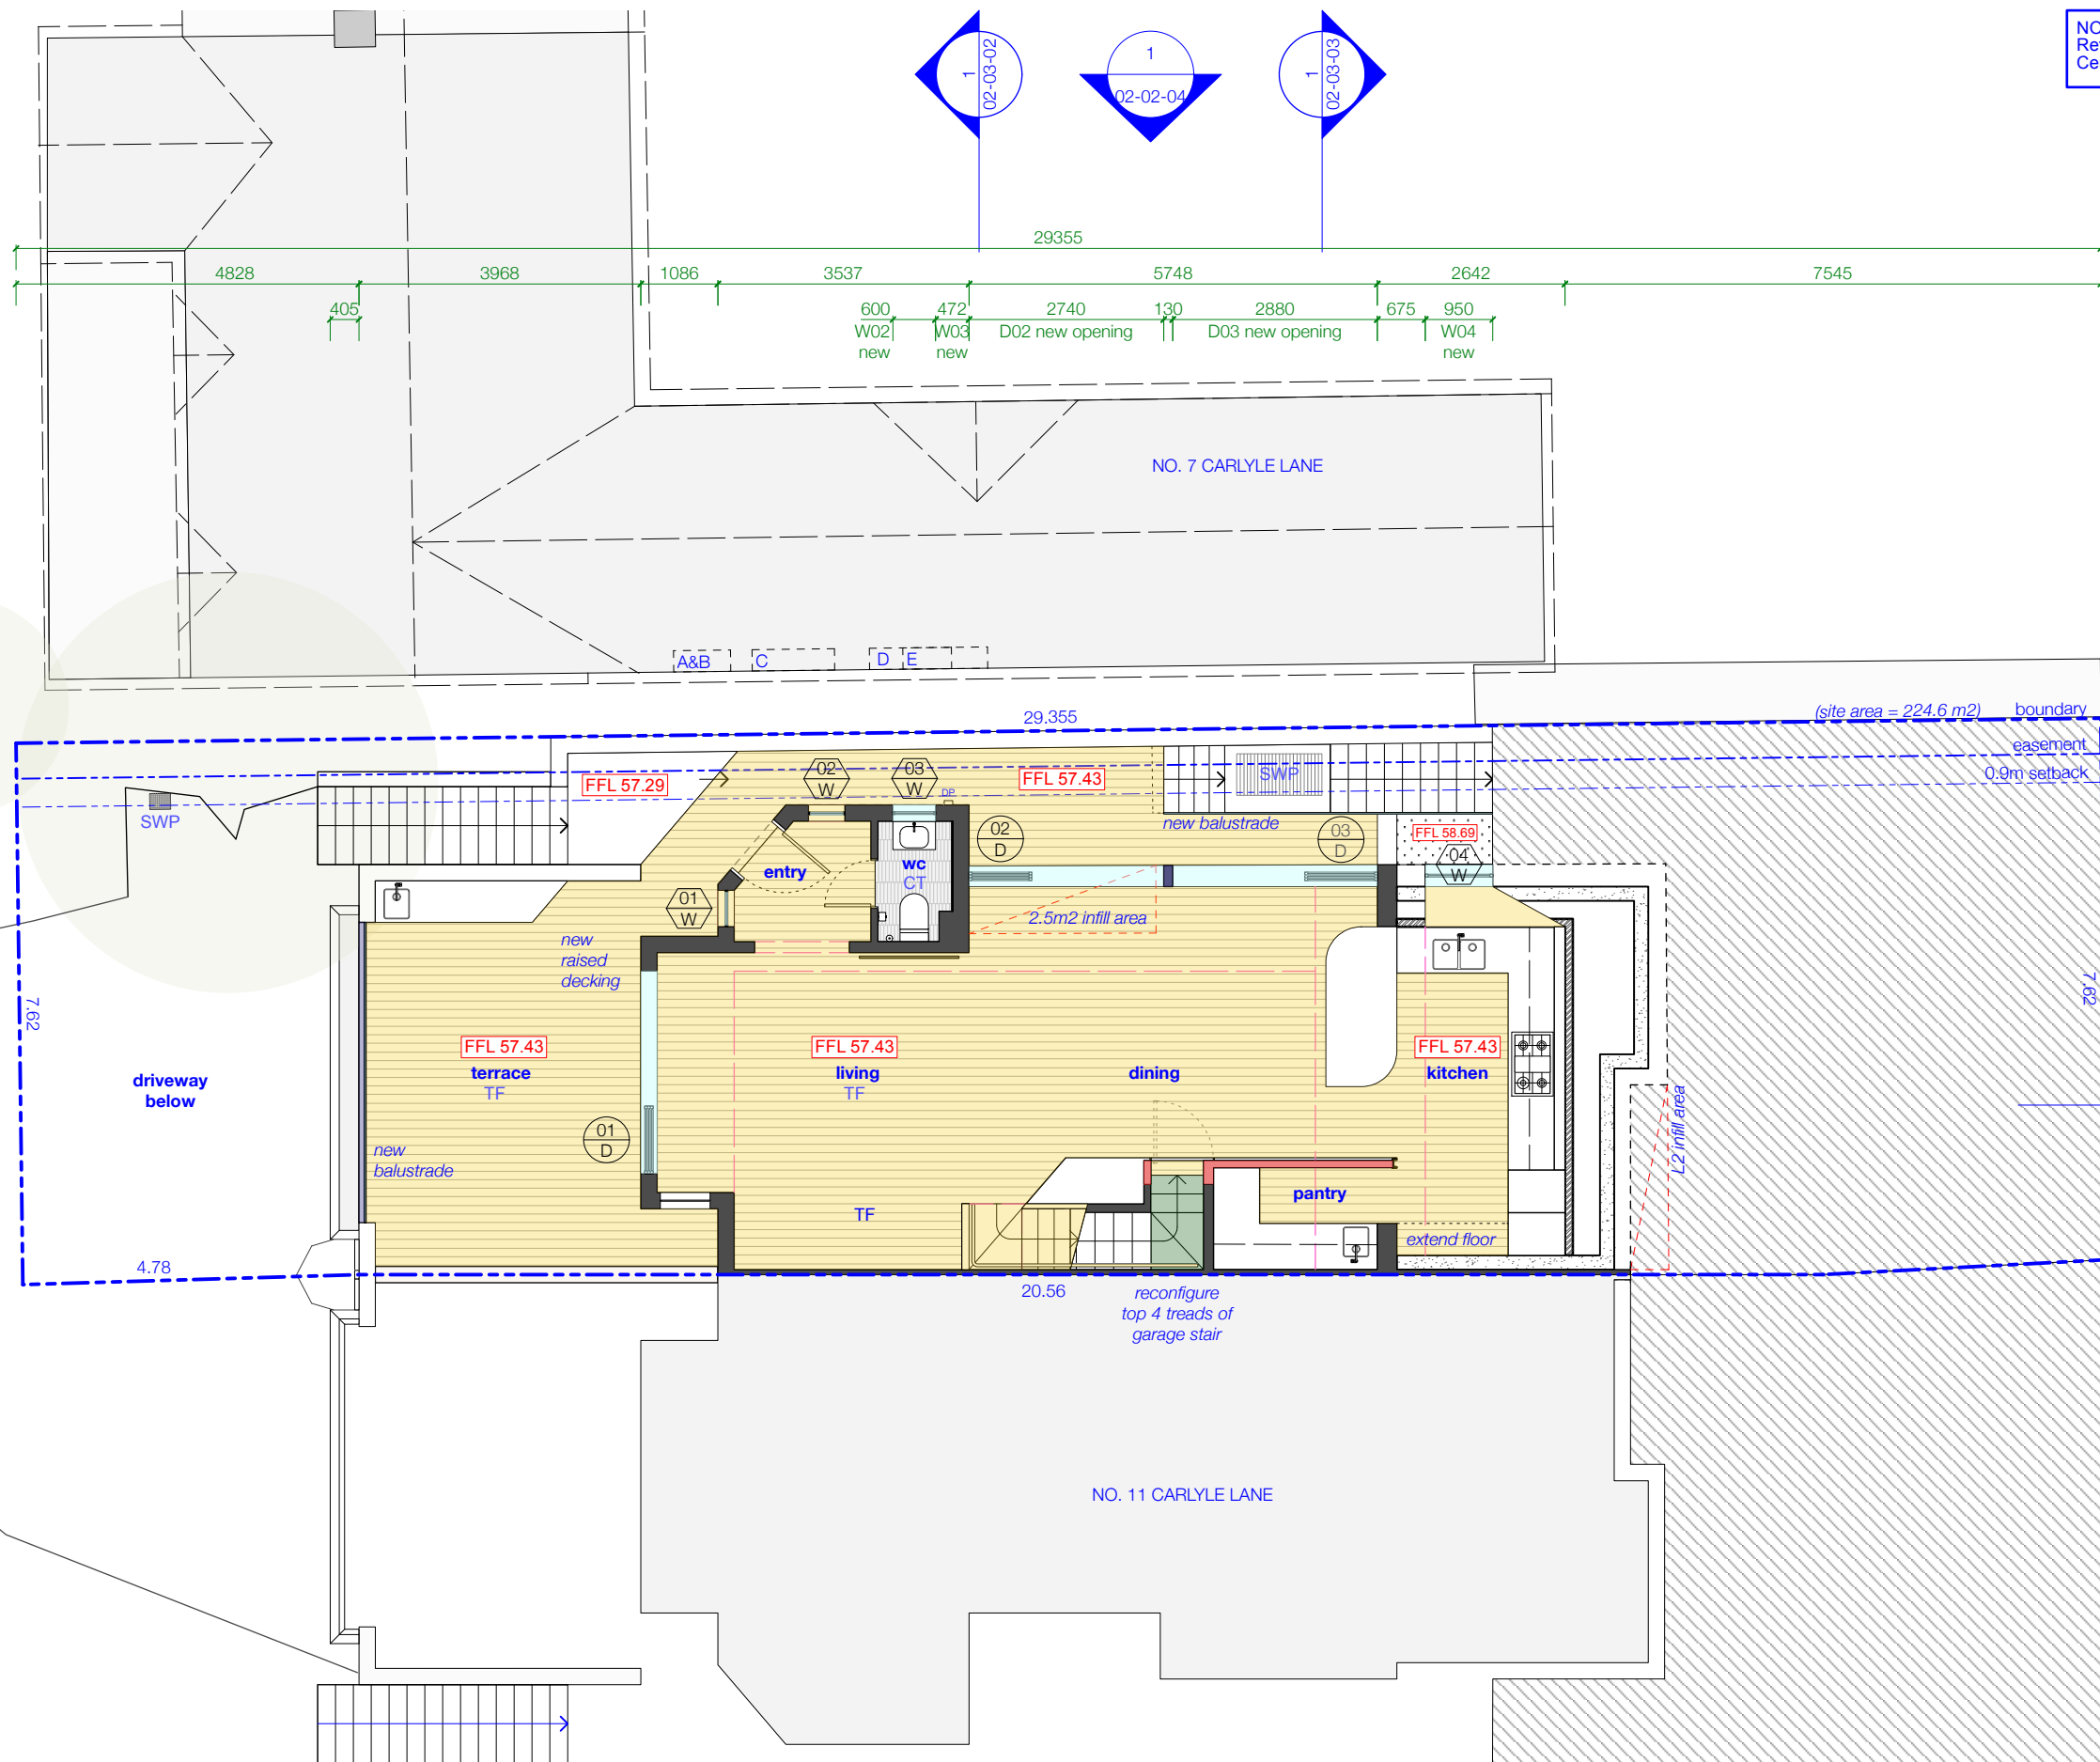 1
02-03-02
1
02-02-04
1
02-03-03
NO
Re
Ce
29355
4828
3968
1086
3537
5748
2642
7545
405
600
472
2740
130
2880
675
950
W02
W03
D02 new opening
D03 new opening
W04
new
new
new
NO. 7 CARLYLE LANE
A&B
C
D
E
29.355
(site area = 224.6 m2)
boundary
easement
0.9m setback
FFL 57.29
02
W
03
W
FFL 57.43
SWP
SWP
DP
new balustrade
02
D
03
D
FFL 58.69
04
W
entry
wc
CT
01
W
2.5m2 infill area
new
raised
decking
7.62
7.62
FFL 57.43
terrace
TF
FFL 57.43
living
TF
dining
FFL 57.43
kitchen
driveway
below
01
D
new
balustrade
L2 infill area
pantry
TF
extend floor
4.78
20.56
reconfigure
top 4 treads of
garage stair
NO. 11 CARLYLE LANE